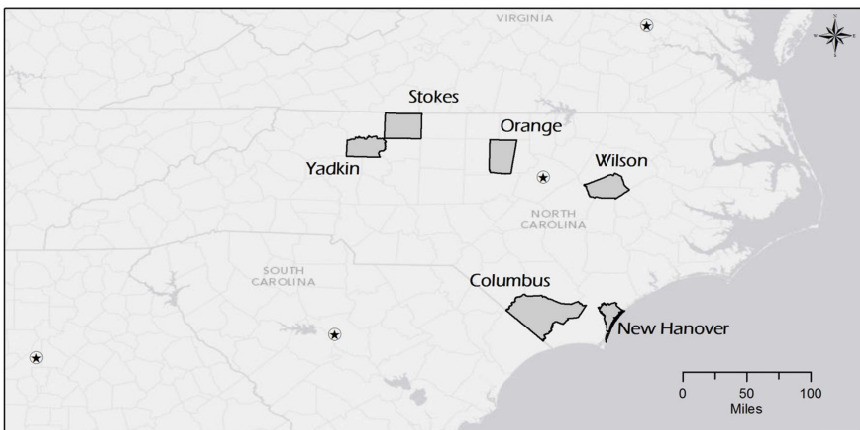 VIRGINIA
Stokes
Orange
Yadkin
Wilson
NORTH
CAROLINA
SOUTH
CAROLINA
Columbus
New Hanover
0 50 100
Miles